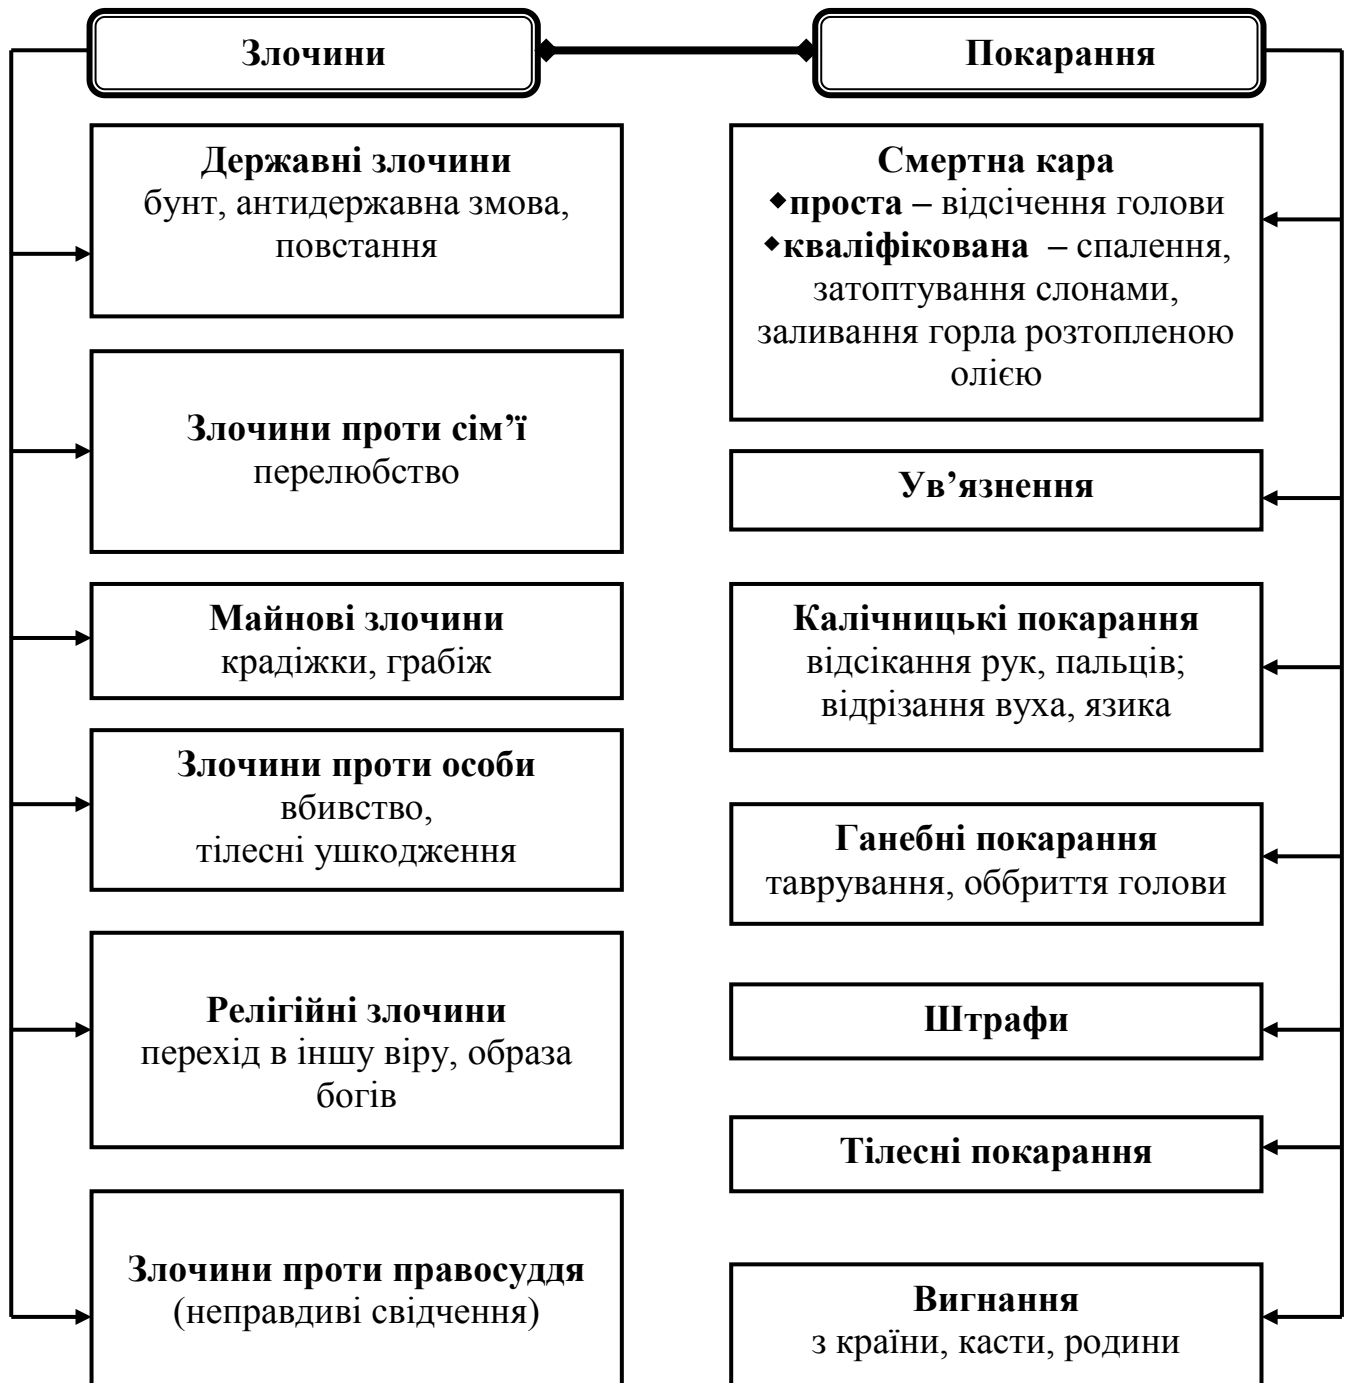 Злочини
Покарання
Державні злочини
бунт, антидержавна змова,
повстання
Злочини проти сім’ї
перелюбство
Майнові злочини
крадіжки, грабіж
Злочини проти особи
вбивство,
тілесні ушкодження
Релігійні злочини
перехід в іншу віру, образа
богів
Злочини проти правосуддя
(неправдиві свідчення)
Смертна кара
◆проста – відсічення голови
◆кваліфікована – спалення,
затоптування слонами,
заливання горла розтопленою
олією
Ув’язнення
Калічницькі покарання
відсікання рук, пальців;
відрізання вуха, язика
Ганебні покарання
таврування, оббриття голови
Штрафи
Тілесні покарання
Вигнання
з країни, касти, родини